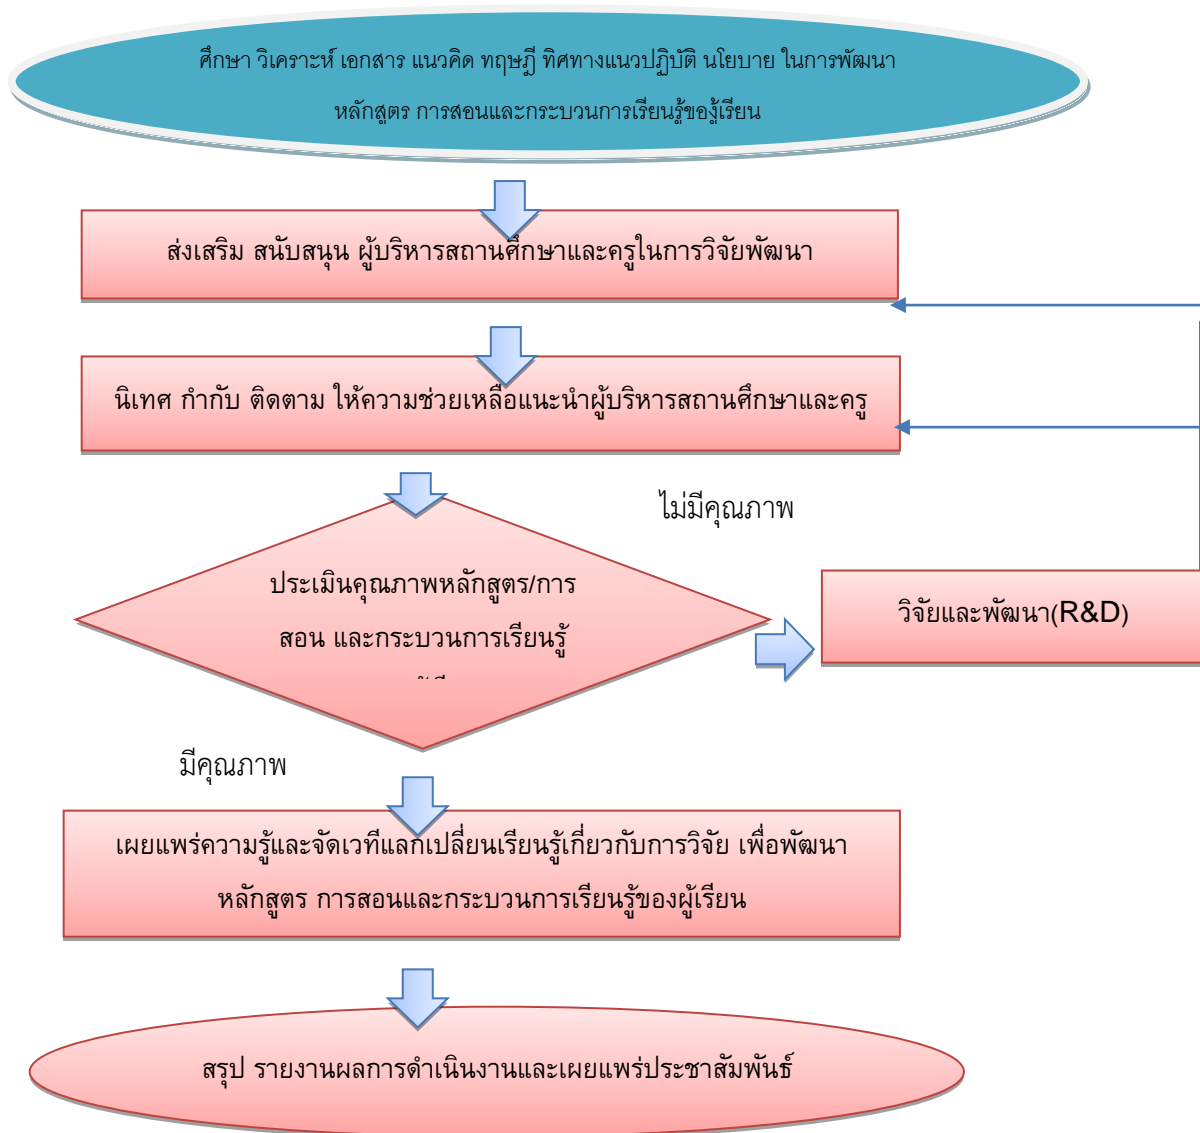 ศึกษา วิเคราะห์ เอกสาร แนวคิด ทฤษฎี ทิศทางแนวปฏิบัติ นโยบาย ในการพัฒนา
หลักสูตร การสอนและกระบวนการเรียนรู้ของู้เรียน
ส่งเสริม สนับสนุน ผู้บริหารสถานศึกษาและครูในการวิจัยพัฒนา
นิเทศ กำกับ ติดตาม ให้ความช่วยเหลือแนะนำผู้บริหารสถานศึกษาและครู
ไม่มีคุณภาพ
ประเมินคุณภาพหลักสูตร/การ
สอน และกระบวนการเรียนรู้
วิจัยและพัฒนา(R&D)
มีคุณภาพ
เผยแพร่ความรู้และจัดเวทีแลกเปลี่ยนเรียนรู้เกี่ยวกับการวิจัย เพื่อพัฒนา
หลักสูตร การสอนและกระบวนการเรียนรู้ของผู้เรียน
สรุป รายงานผลการดำเนินงานและเผยแพร่ประชาสัมพันธ์